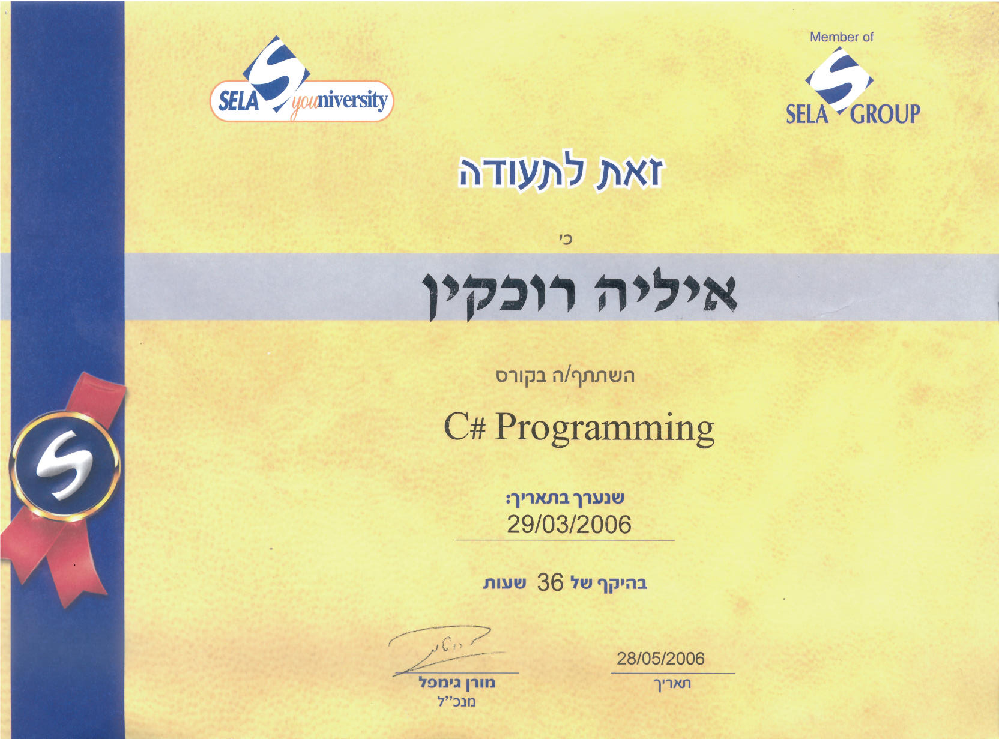 Member of
SELA youniversity
SELA GROUP
זאת לתעודה
כי
איליה רוכקין
השתתף/ה בקורס
C# Programming
שנערך בתאריך:
29/03/2006
בהיקף של 36 שעות
28/05/2006
תאריך
מורן גימפל
מנכ"ל